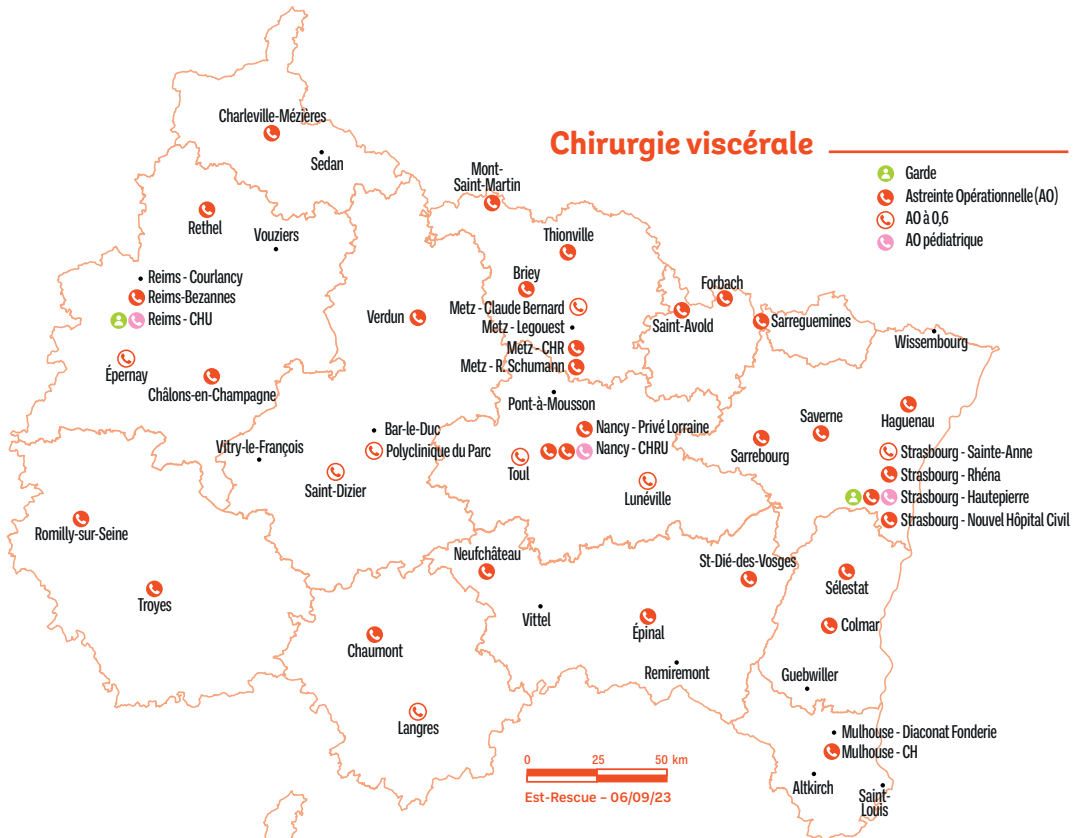 Chirurgie viscérale
Garde
Astreinte Opérationnelle (AO)
AO à 0,6
AO pédiatrique
Charleville-Mézières
Sedan
Mont-
Saint-Martin
Rethel
Vouziers
Thionville
Reims - Courlancy
Reims-Bezannes
Reims - CHU
Briey
Metz - Claude Bernard
Metz - Legouest
Metz - CHR
Metz - R. Schumann
Forbach
Saint-Avold
Sarreguemines
Wissembourg
Verdun
Épernay
Châlons-en-Champagne
Pont-à-Mousson
Haguenau
Saverne
Sarrebourg
Bar-le-Duc
Polyclinique du Parc
Vitry-le-François
Saint-Dizier
Nancy - Privé Lorraine
Nancy - CHRU
Toul
Lunéville
Strasbourg - Sainte-Anne
Strasbourg - Rhéna
Strasbourg - Hautepierre
Strasbourg - Nouvel Hôpital Civil
Romilly-sur-Seine
Troyes
Neufchâteau
St-Dié-des-Vosges
Sélestat
Vittel
Épinal
Colmar
Chaumont
Remiremont
Guebwiller
Langres
Mulhouse - Diaconat Fonderie
Mulhouse - CH
Altkirch
Saint-
Louis
0 25 50 km
Est-Rescue – 06/09/23